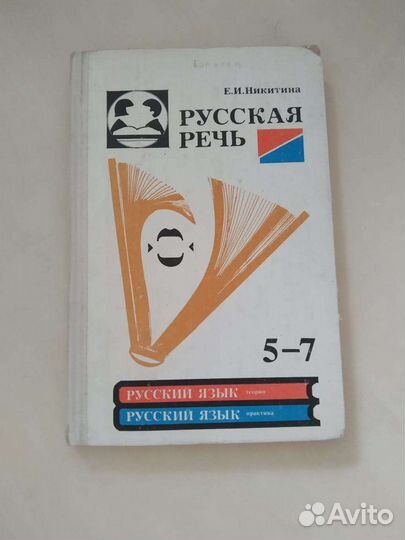 Е.И.Никитина
РУССКАЯ
РЕЧЬ
5–7
РУССКИЙ ЯЗЫК теория
РУССКИЙ ЯЗЫК практика
Avito